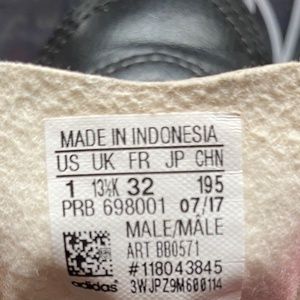 MADE IN INDONESIA
US UK FR JP CHN
1 13½K 32 195
PRB 698001 07/17
MALE/MÂLE
ART BB0571
#118043845
adidas 3WJPZ9M600114